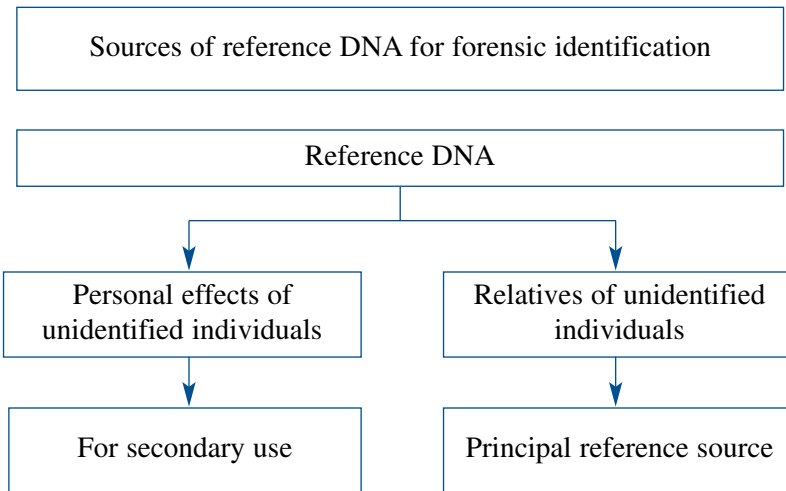 Sources of reference DNA for forensic identification
Reference DNA
Personal effects of
unidentified individuals
Relatives of unidentified
individuals
For secondary use
Principal reference source